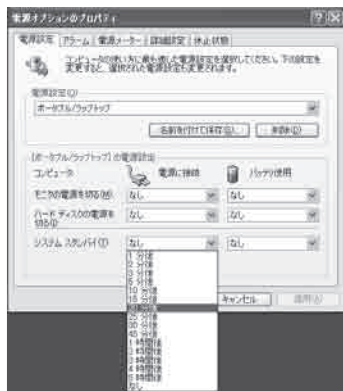 電源オプションのプロパティ
電源設定 アラーム 電源メーター 詳細設定 休止状態
コンピュータの使い方に最も適した電源設定を選択してください。下の設定を
変更すると、選択された電源設定も変更されます。
電源設定(O)
ポータブル/ラップトップ
名前を付けて保存(S)... 削除(D)
[ポータブル/ラップトップ] の電源設定
コンピュータ 電源に接続 バッテリ使用
モニタの電源を切る(M) なし なし
ハード ディスクの電源を
切る(I) なし なし
システム スタンバイ(T) なし なし
1 分後
2 分後
3 分後
5 分後
10 分後
15 分後
20 分後
25 分後
30 分後
45 分後
1 時間後
2 時間後
3 時間後
4 時間後
5 時間後
なし
キャンセル 適用(A)